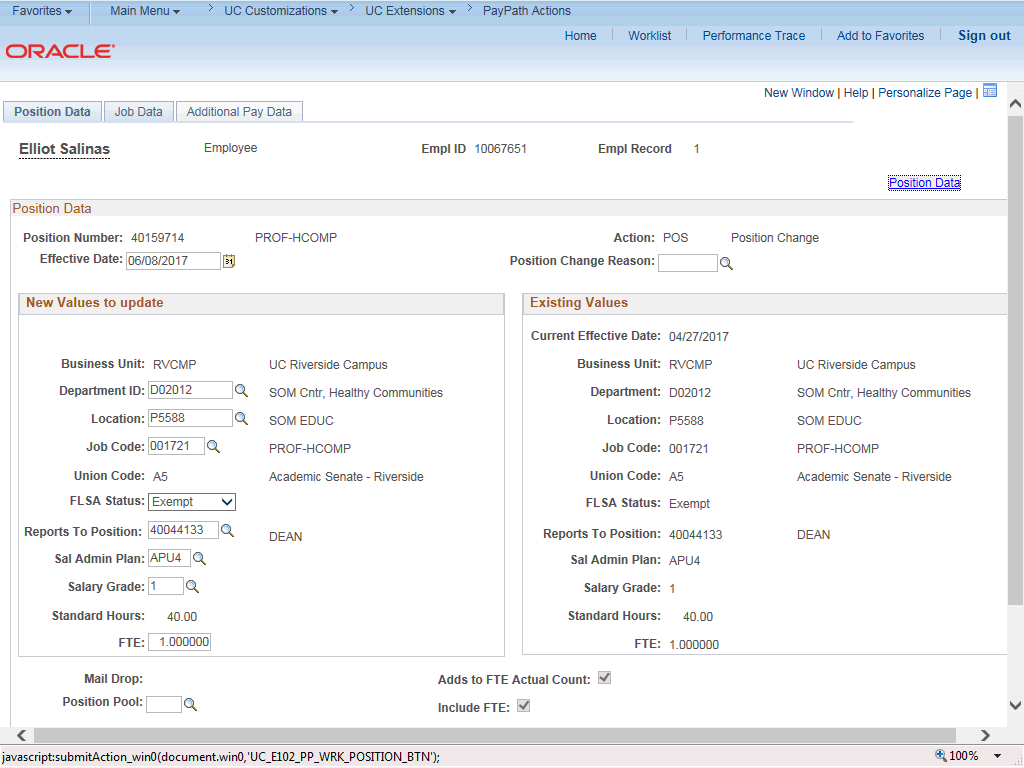 Favorites Main Menu > UC Customizations > UC Extensions > PayPath Actions
Home Worklist Performance Trace Add to Favorites Sign out
ORACLE
New Window | Help | Personalize Page |
Position Data Job Data Additional Pay Data
Elliot Salinas Employee Empl ID 10067651 Empl Record 1
Position Data
Position Data
Position Number: 40159714 PROF-HCOMP Action: POS Position Change
Effective Date: 06/08/2017 31 Position Change Reason:
New Values to update Existing Values
Current Effective Date: 04/27/2017
Business Unit: RVCMP UC Riverside Campus Business Unit: RVCMP UC Riverside Campus
Department ID: D02012 SOM Cntr, Healthy Communities Department: D02012 SOM Cntr, Healthy Communities
Location: P5588 SOM EDUC Location: P5588 SOM EDUC
Job Code: 001721 PROF-HCOMP Job Code: 001721 PROF-HCOMP
Union Code: A5 Academic Senate - Riverside Union Code: A5 Academic Senate - Riverside
FLSA Status: Exempt FLSA Status: Exempt
Reports To Position: 40044133 DEAN Reports To Position: 40044133 DEAN
Sal Admin Plan: APU4 Sal Admin Plan: APU4
Salary Grade: 1 Salary Grade: 1
Standard Hours: 40.00 Standard Hours: 40.00
FTE: 1.000000 FTE: 1.000000
Mail Drop: Adds to FTE Actual Count:
Position Pool: Include FTE:
javascript:submitAction_win0(document.win0,'UC_E102_PP_WRK_POSITION_BTN'); 100%